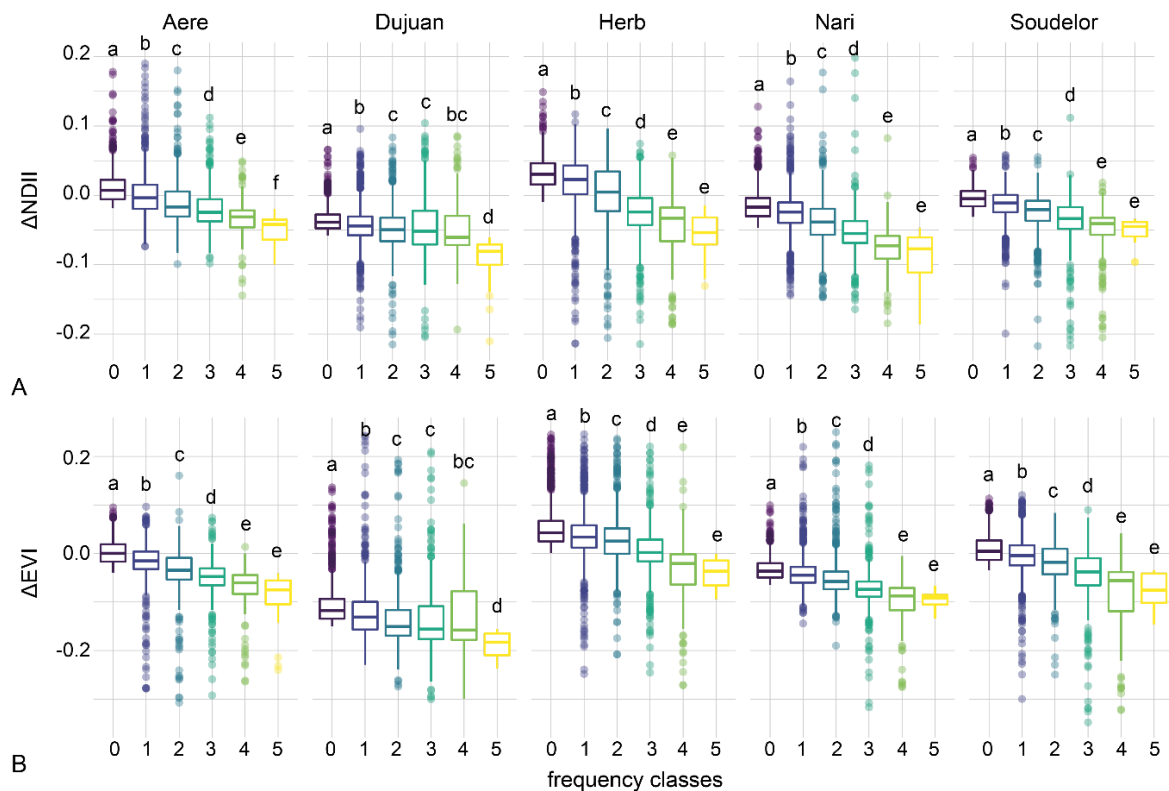 Aere Dujuan Herb Nari Soudelor
ΔNDII
0.2
0.1
0.0
-0.1
-0.2
a b c d e f
a b c c bc d
a b c d e e
a b c d e e
a b c d e e
0 1 2 3 4 5 0 1 2 3 4 5 0 1 2 3 4 5 0 1 2 3 4 5 0 1 2 3 4 5
A
ΔEVI
0.2
0.0
-0.2
a b c d e e
a b c c bc d
a b c d e e
a b c d e e
a b c d e e
0 1 2 3 4 5 0 1 2 3 4 5 0 1 2 3 4 5 0 1 2 3 4 5 0 1 2 3 4 5
B
frequency classes